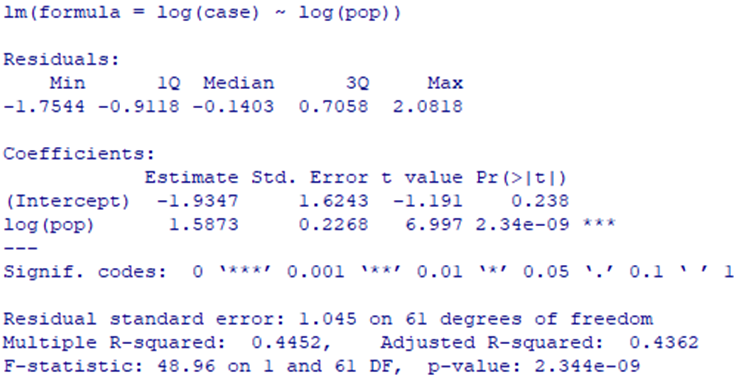 lm(formula = log(case) ~ log(pop))
Residuals:
Min 1Q Median 3Q Max
-1.7544 -0.9118 -0.1403 0.7058 2.0818
Coefficients:
Estimate Std. Error t value Pr(>|t|)
(Intercept) -1.9347 1.6243 -1.191 0.238
log(pop) 1.5873 0.2268 6.997 2.34e-09 ***
---
Signif. codes: 0 ‘***’ 0.001 ‘**’ 0.01 ‘*’ 0.05 ‘.’ 0.1 ‘ ’ 1
Residual standard error: 1.045 on 61 degrees of freedom
Multiple R-squared: 0.4452, Adjusted R-squared: 0.4362
F-statistic: 48.96 on 1 and 61 DF, p-value: 2.344e-09